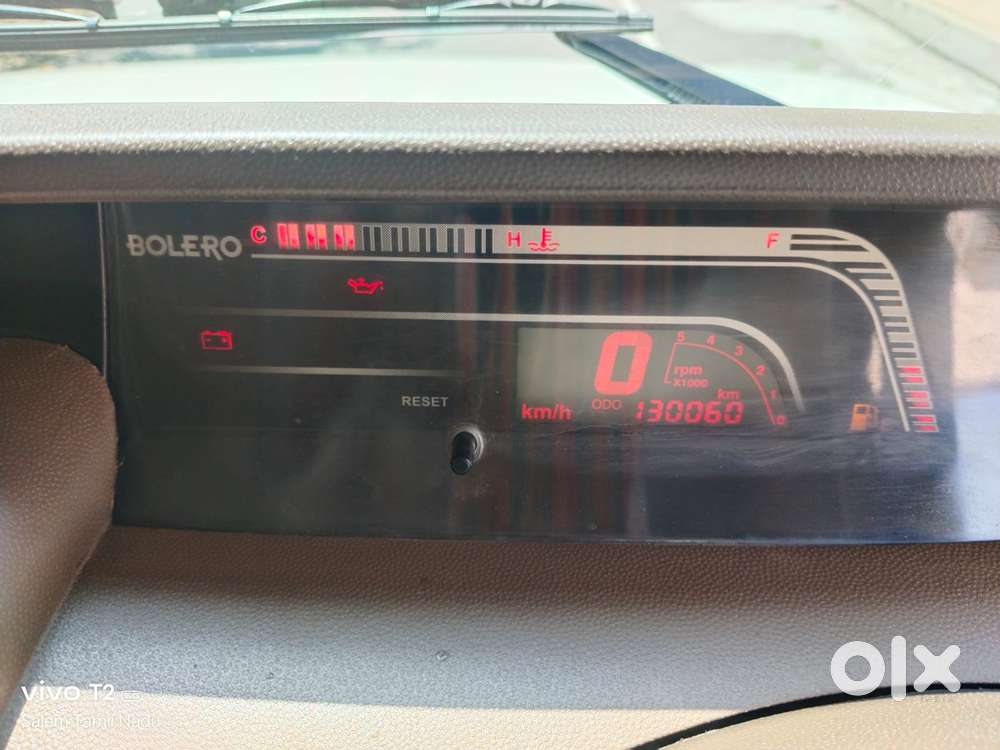 BOLERO C H F
5 4 3 2 1 0
0 rpm
X1000
RESET
km/h ODO 130060 km
vivo T2 5G
Salem Tamil Nadu
olx